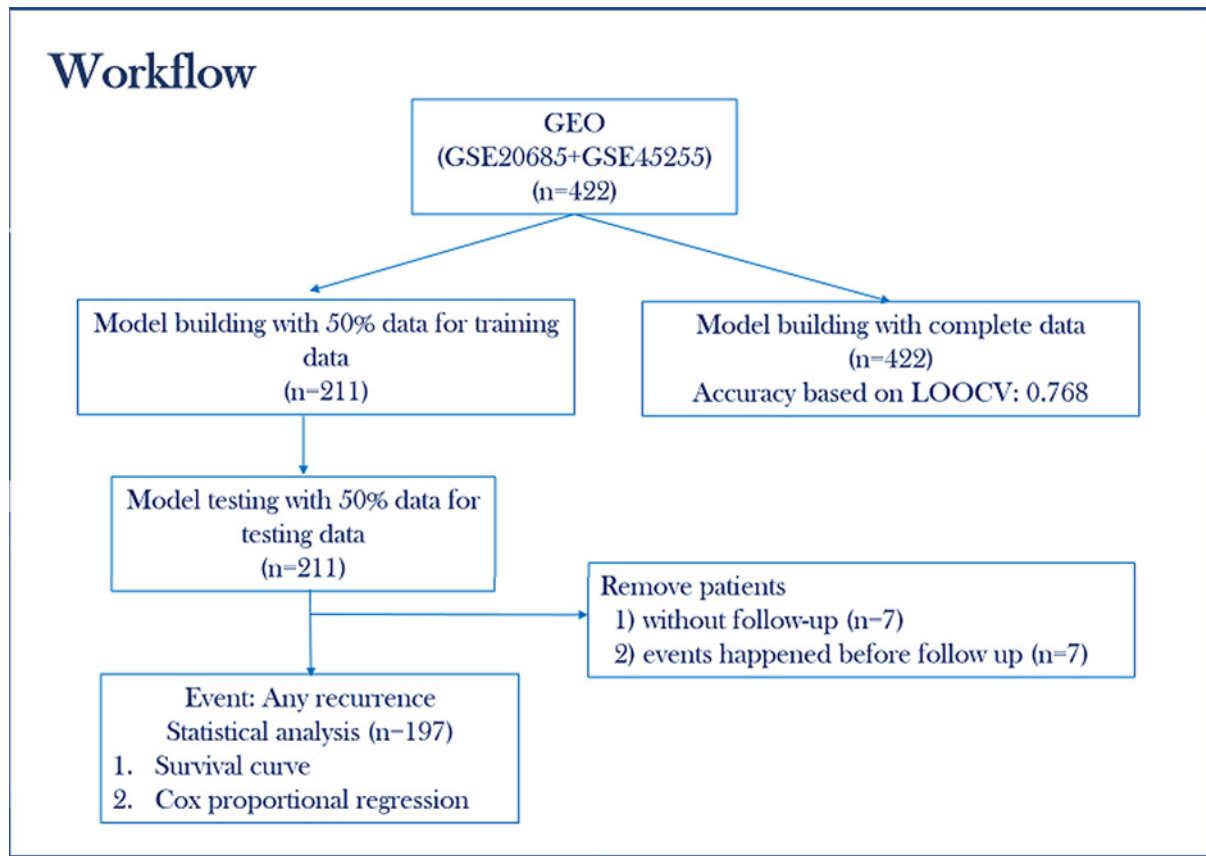 Workflow
GEO
(GSE20685+GSE45255)
(n=422)
Model building with 50% data for training
data
(n=211)
Model building with complete data
(n=422)
Accuracy based on LOOCV: 0.768
Model testing with 50% data for
testing data
(n=211)
Remove patients
1) without follow-up (n=7)
2) events happened before follow up (n=7)
Event: Any recurrence
Statistical analysis (n=197)
1. Survival curve
2. Cox proportional regression